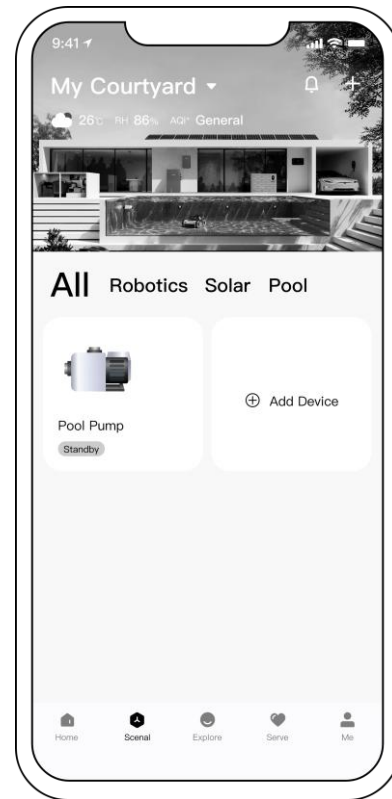 9:41
My Courtyard
26℃ RH 86% AQI* General
All Robotics Solar Pool
Pool Pump
Standby
Add Device
Home Scenal Explore Serve Me